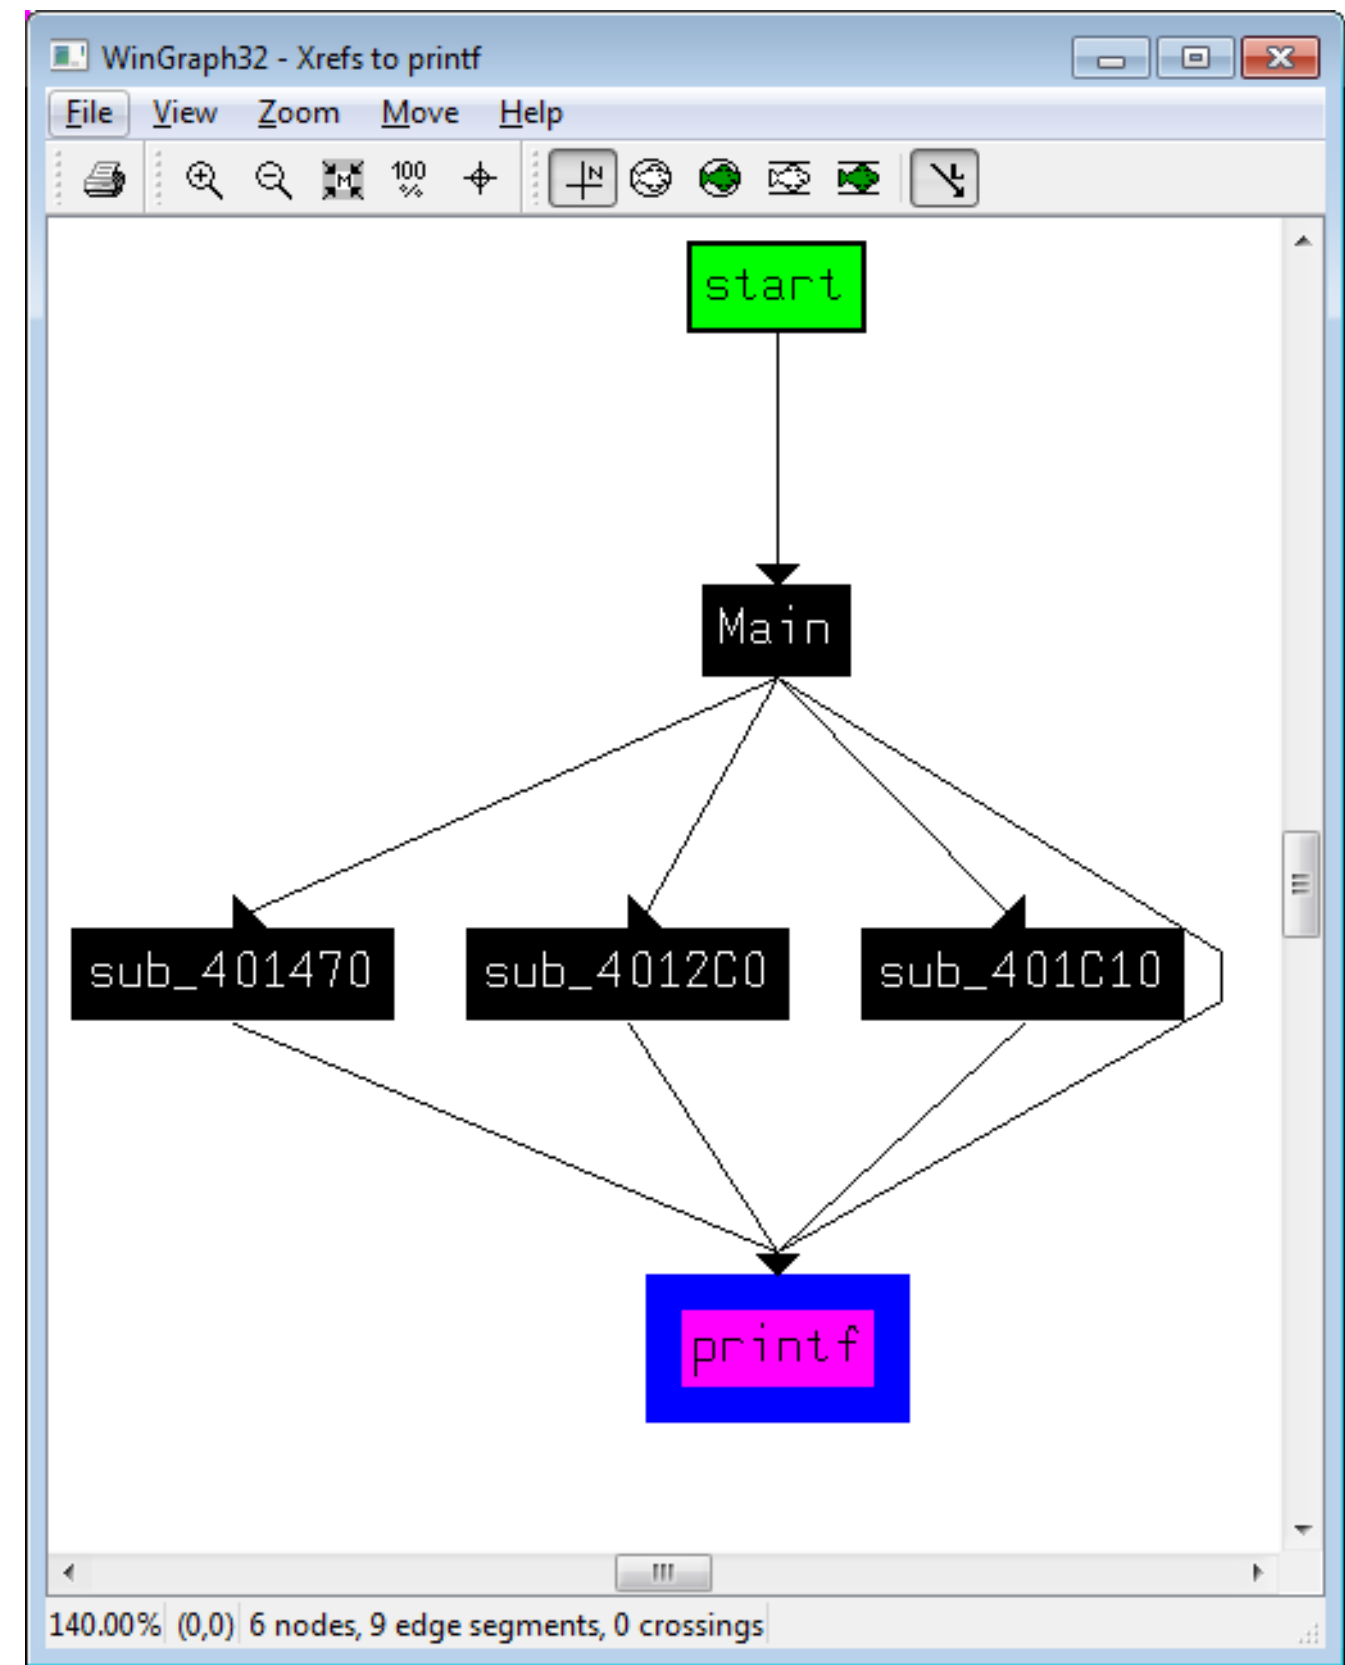 WinGraph32 - Xrefs to printf
File View Zoom Move Help
M 100 % N L
start
Main
sub_401470 sub_4012C0 sub_401C10
printf
140.00% (0,0) 6 nodes, 9 edge segments, 0 crossings